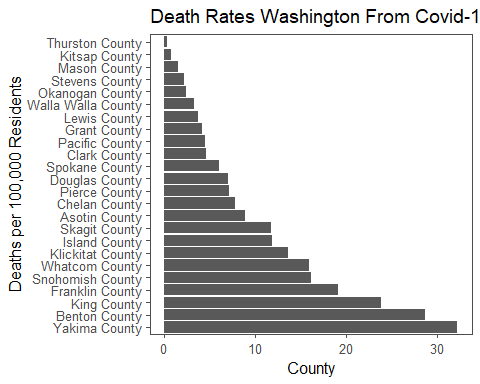 Death Rates Washington From Covid-1
Deaths per 100,000 Residents
Thurston County
Kitsap County
Mason County
Stevens County
Okanogan County
Walla Walla County
Lewis County
Grant County
Pacific County
Clark County
Spokane County
Douglas County
Pierce County
Chelan County
Asotin County
Skagit County
Island County
Klickitat County
Whatcom County
Snohomish County
Franklin County
King County
Benton County
Yakima County
0 10 20 30
County